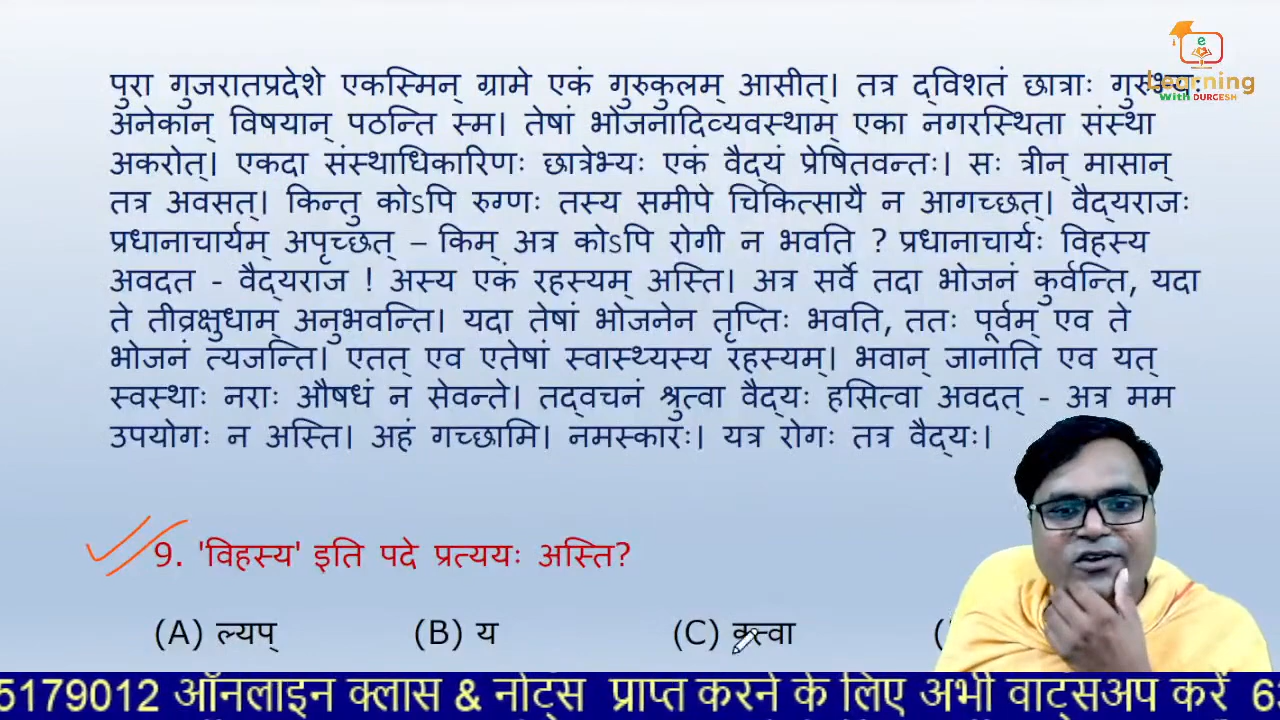 e
Learning
With DURGESH
पुरा गुजरातप्रदेशे एकस्मिन् ग्रामे एकं गुरुकुलम् आसीत्। तत्र द्विशतं छात्राः गुरुभ्यः
अनेकान् विषयान् पठन्ति स्म। तेषां भोजनादिव्यवस्थाम् एका नगरस्थिता संस्था
अकरोत्। एकदा संस्थाधिकारिणः छात्रेभ्यः एकं वैद्यं प्रेषितवन्तः। सः त्रीन् मासान्
तत्र अवसत्। किन्तु कोऽपि रुग्णः तस्य समीपे चिकित्सायै न आगच्छत्। वैद्यराजः
प्रधानाचार्यम् अपृच्छत् – किम् अत्र कोऽपि रोगी न भवति ? प्रधानाचार्यः विहस्य
अवदत - वैद्यराज ! अस्य एकं रहस्यम् अस्ति। अत्र सर्वे तदा भोजनं कुर्वन्ति, यदा
ते तीव्रक्षुधाम् अनुभवन्ति। यदा तेषां भोजनेन तृप्तिः भवति, ततः पूर्वम् एव ते
भोजनं त्यजन्ति। एतत् एव एतेषां स्वास्थ्यस्य रहस्यम्। भवान् जानाति एव यत्
स्वस्थाः नराः औषधं न सेवन्ते। तद्वचनं श्रुत्वा वैद्यः हसित्वा अवदत् - अत्र मम
उपयोगः न अस्ति। अहं गच्छामि। नमस्कारः। यत्र रोगः तत्र वैद्यः।
9. 'विहस्य' इति पदे प्रत्ययः अस्ति?
(A) ल्यप् (B) य (C) क्त्वा
5179012 ऑनलाइन क्लास & नोट्स प्राप्त करने के लिए अभी वाट्सअप करें